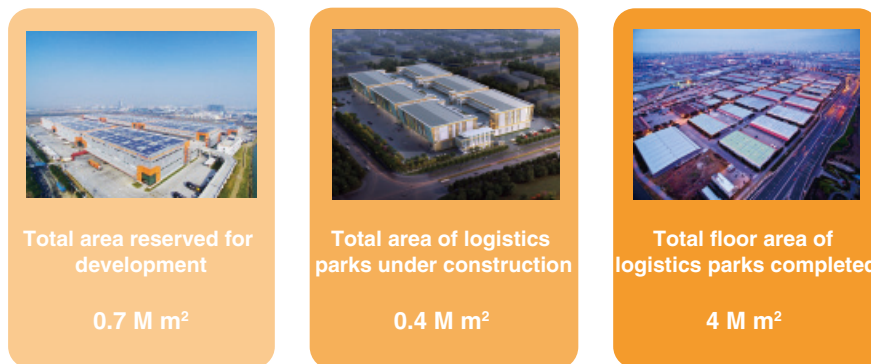 Total area reserved for
development
0.7 M m²
Total area of logistics
parks under construction
0.4 M m²
Total floor area of
logistics parks completed
4 M m²